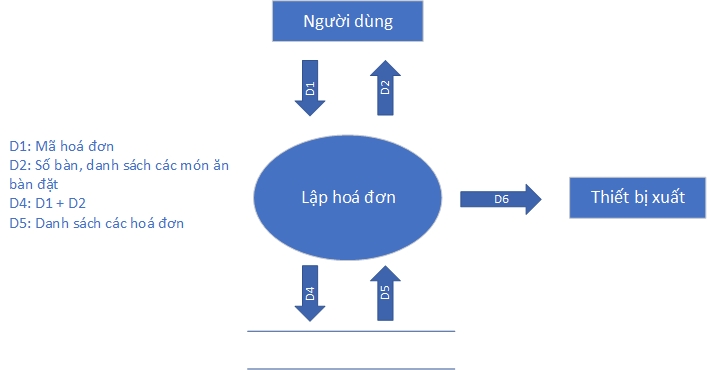 Người dùng
D1
D2
D1: Mã hoá đơn
D2: Số bàn, danh sách các món ăn
bàn đặt
D4: D1 + D2
D5: Danh sách các hoá đơn
Lập hoá đơn
D6
Thiết bị xuất
D4
D5